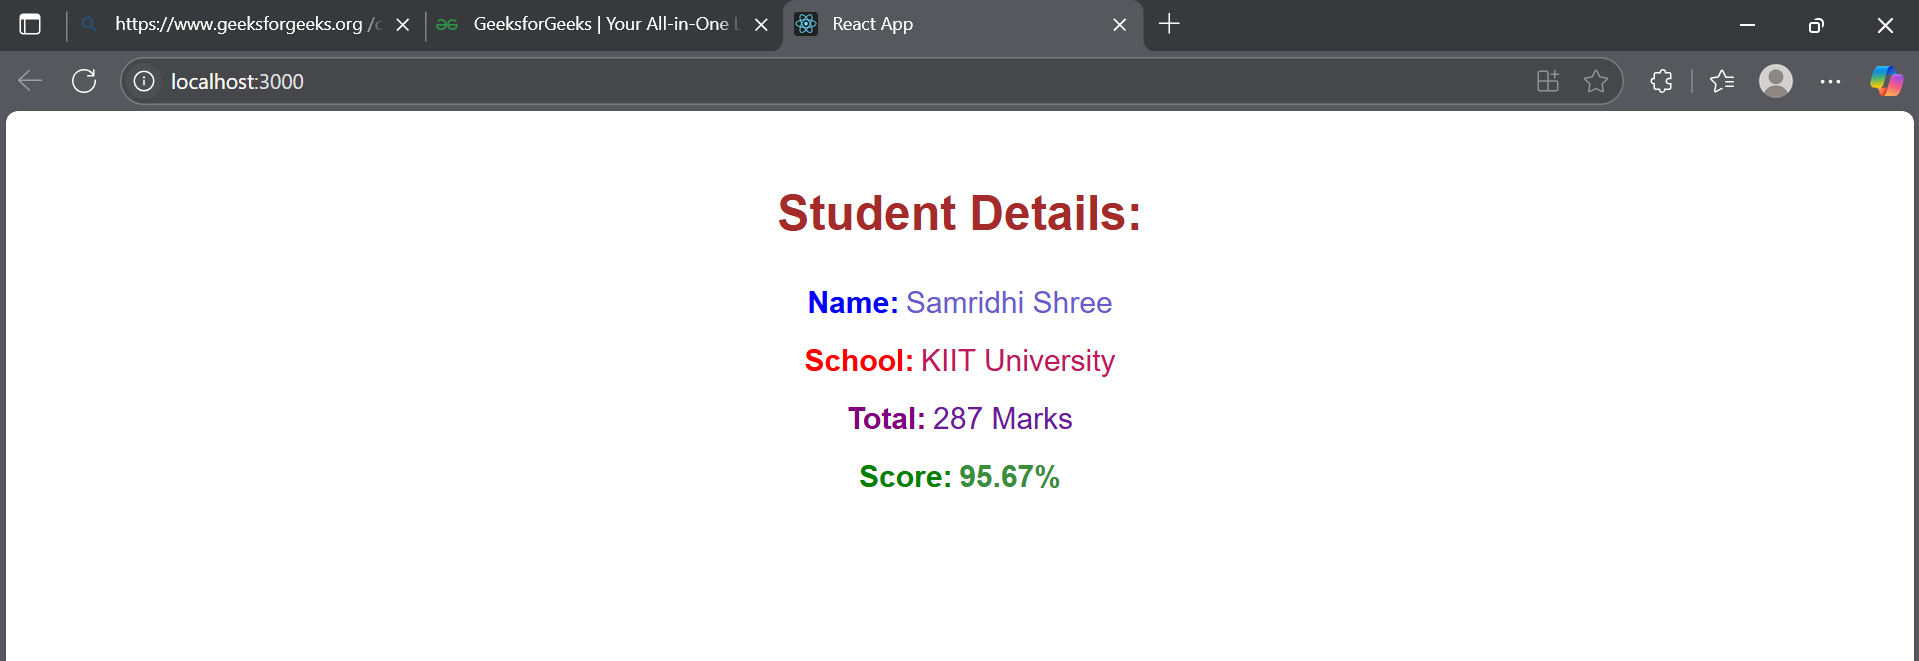 https://www.geeksforgeeks.org /c
GeeksforGeeks | Your All-in-One L
React App
localhost:3000
Student Details:
Name: Samridhi Shree
School: KIIT University
Total: 287 Marks
Score: 95.67%